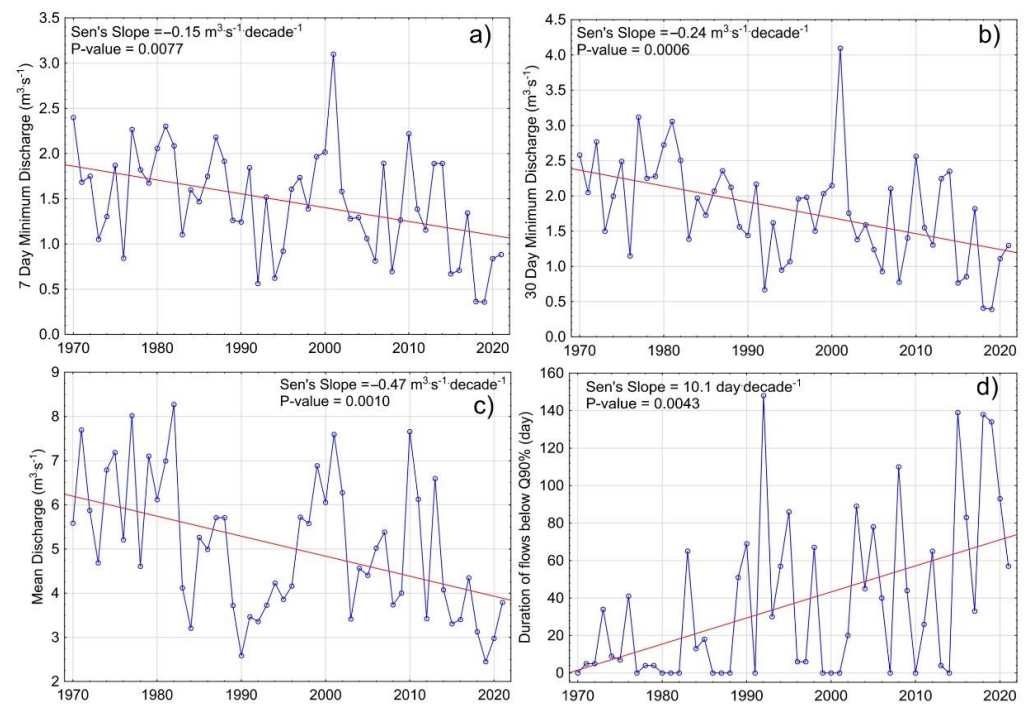 Sen's Slope =−0.15 m³·s⁻¹·decade⁻¹
P-value = 0.0077
a)
7 Day Minimum Discharge (m³·s⁻¹)
3.5
3.0
2.5
2.0
1.5
1.0
0.5
0.0
1970 1980 1990 2000 2010 2020
Sen's Slope =−0.24 m³·s⁻¹·decade⁻¹
P-value = 0.0006
b)
30 Day Minimum Discharge (m³·s⁻¹)
4.5
4.0
3.5
3.0
2.5
2.0
1.5
1.0
0.5
0.0
1970 1980 1990 2000 2010 2020
Sen's Slope =−0.47 m³·s⁻¹·decade⁻¹
P-value = 0.0010
c)
Mean Discharge (m³·s⁻¹)
9
8
7
6
5
4
3
2
1970 1980 1990 2000 2010 2020
Sen's Slope = 10.1 day·decade⁻¹
P-value = 0.0043
d)
Duration of flows below Q90% (day)
160
140
120
100
80
60
40
20
0
1970 1980 1990 2000 2010 2020